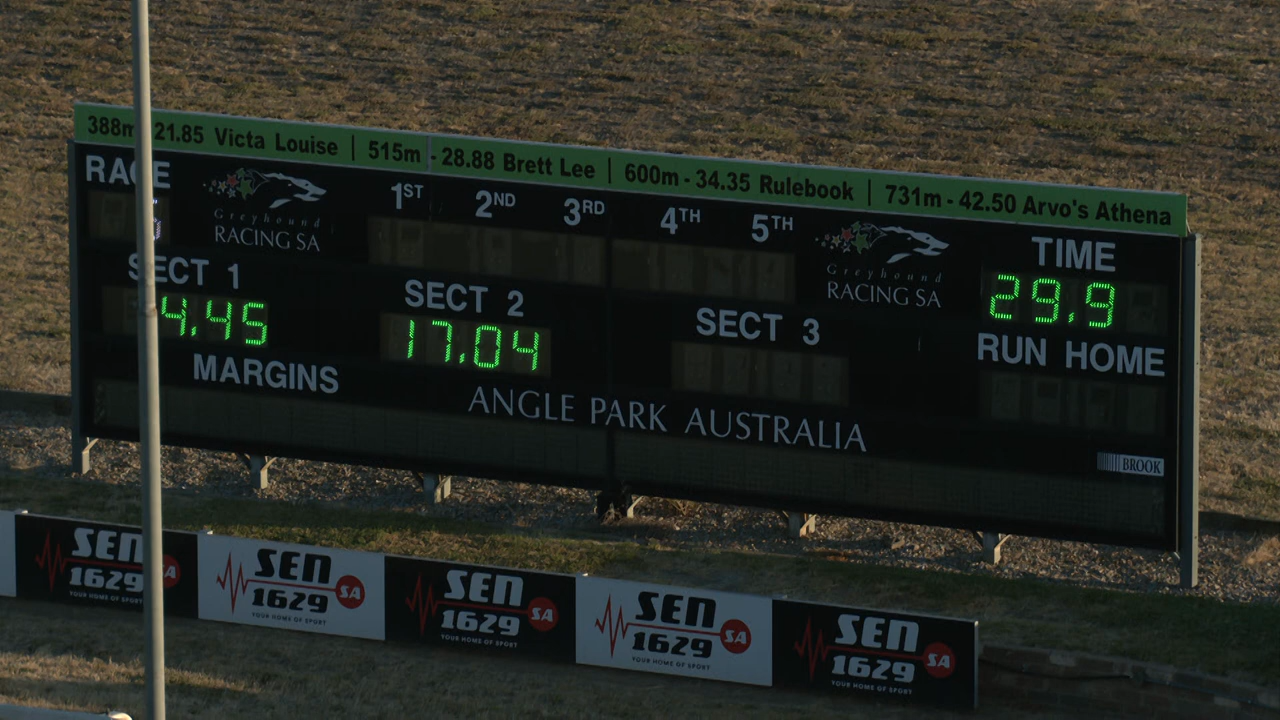 388m - 21.85 Victa Louise | 515m - 28.88 Brett Lee | 600m - 34.35 Rulebook | 731m - 42.50 Arvo's Athena
RACE
Greyhound
RACING SA
1ST 2ND 3RD 4TH 5TH
Greyhound
RACING SA
TIME
29.9
SECT 1
4.45
SECT 2
17.04
SECT 3
RUN HOME
MARGINS
ANGLE PARK AUSTRALIA
BROOK
SEN
1629 SA
YOUR HOME OF SPORT
SEN
1629 SA
YOUR HOME OF SPORT
SEN
1629 SA
YOUR HOME OF SPORT
SEN
1629 SA
YOUR HOME OF SPORT
SEN
1629 SA
YOUR HOME OF SPORT